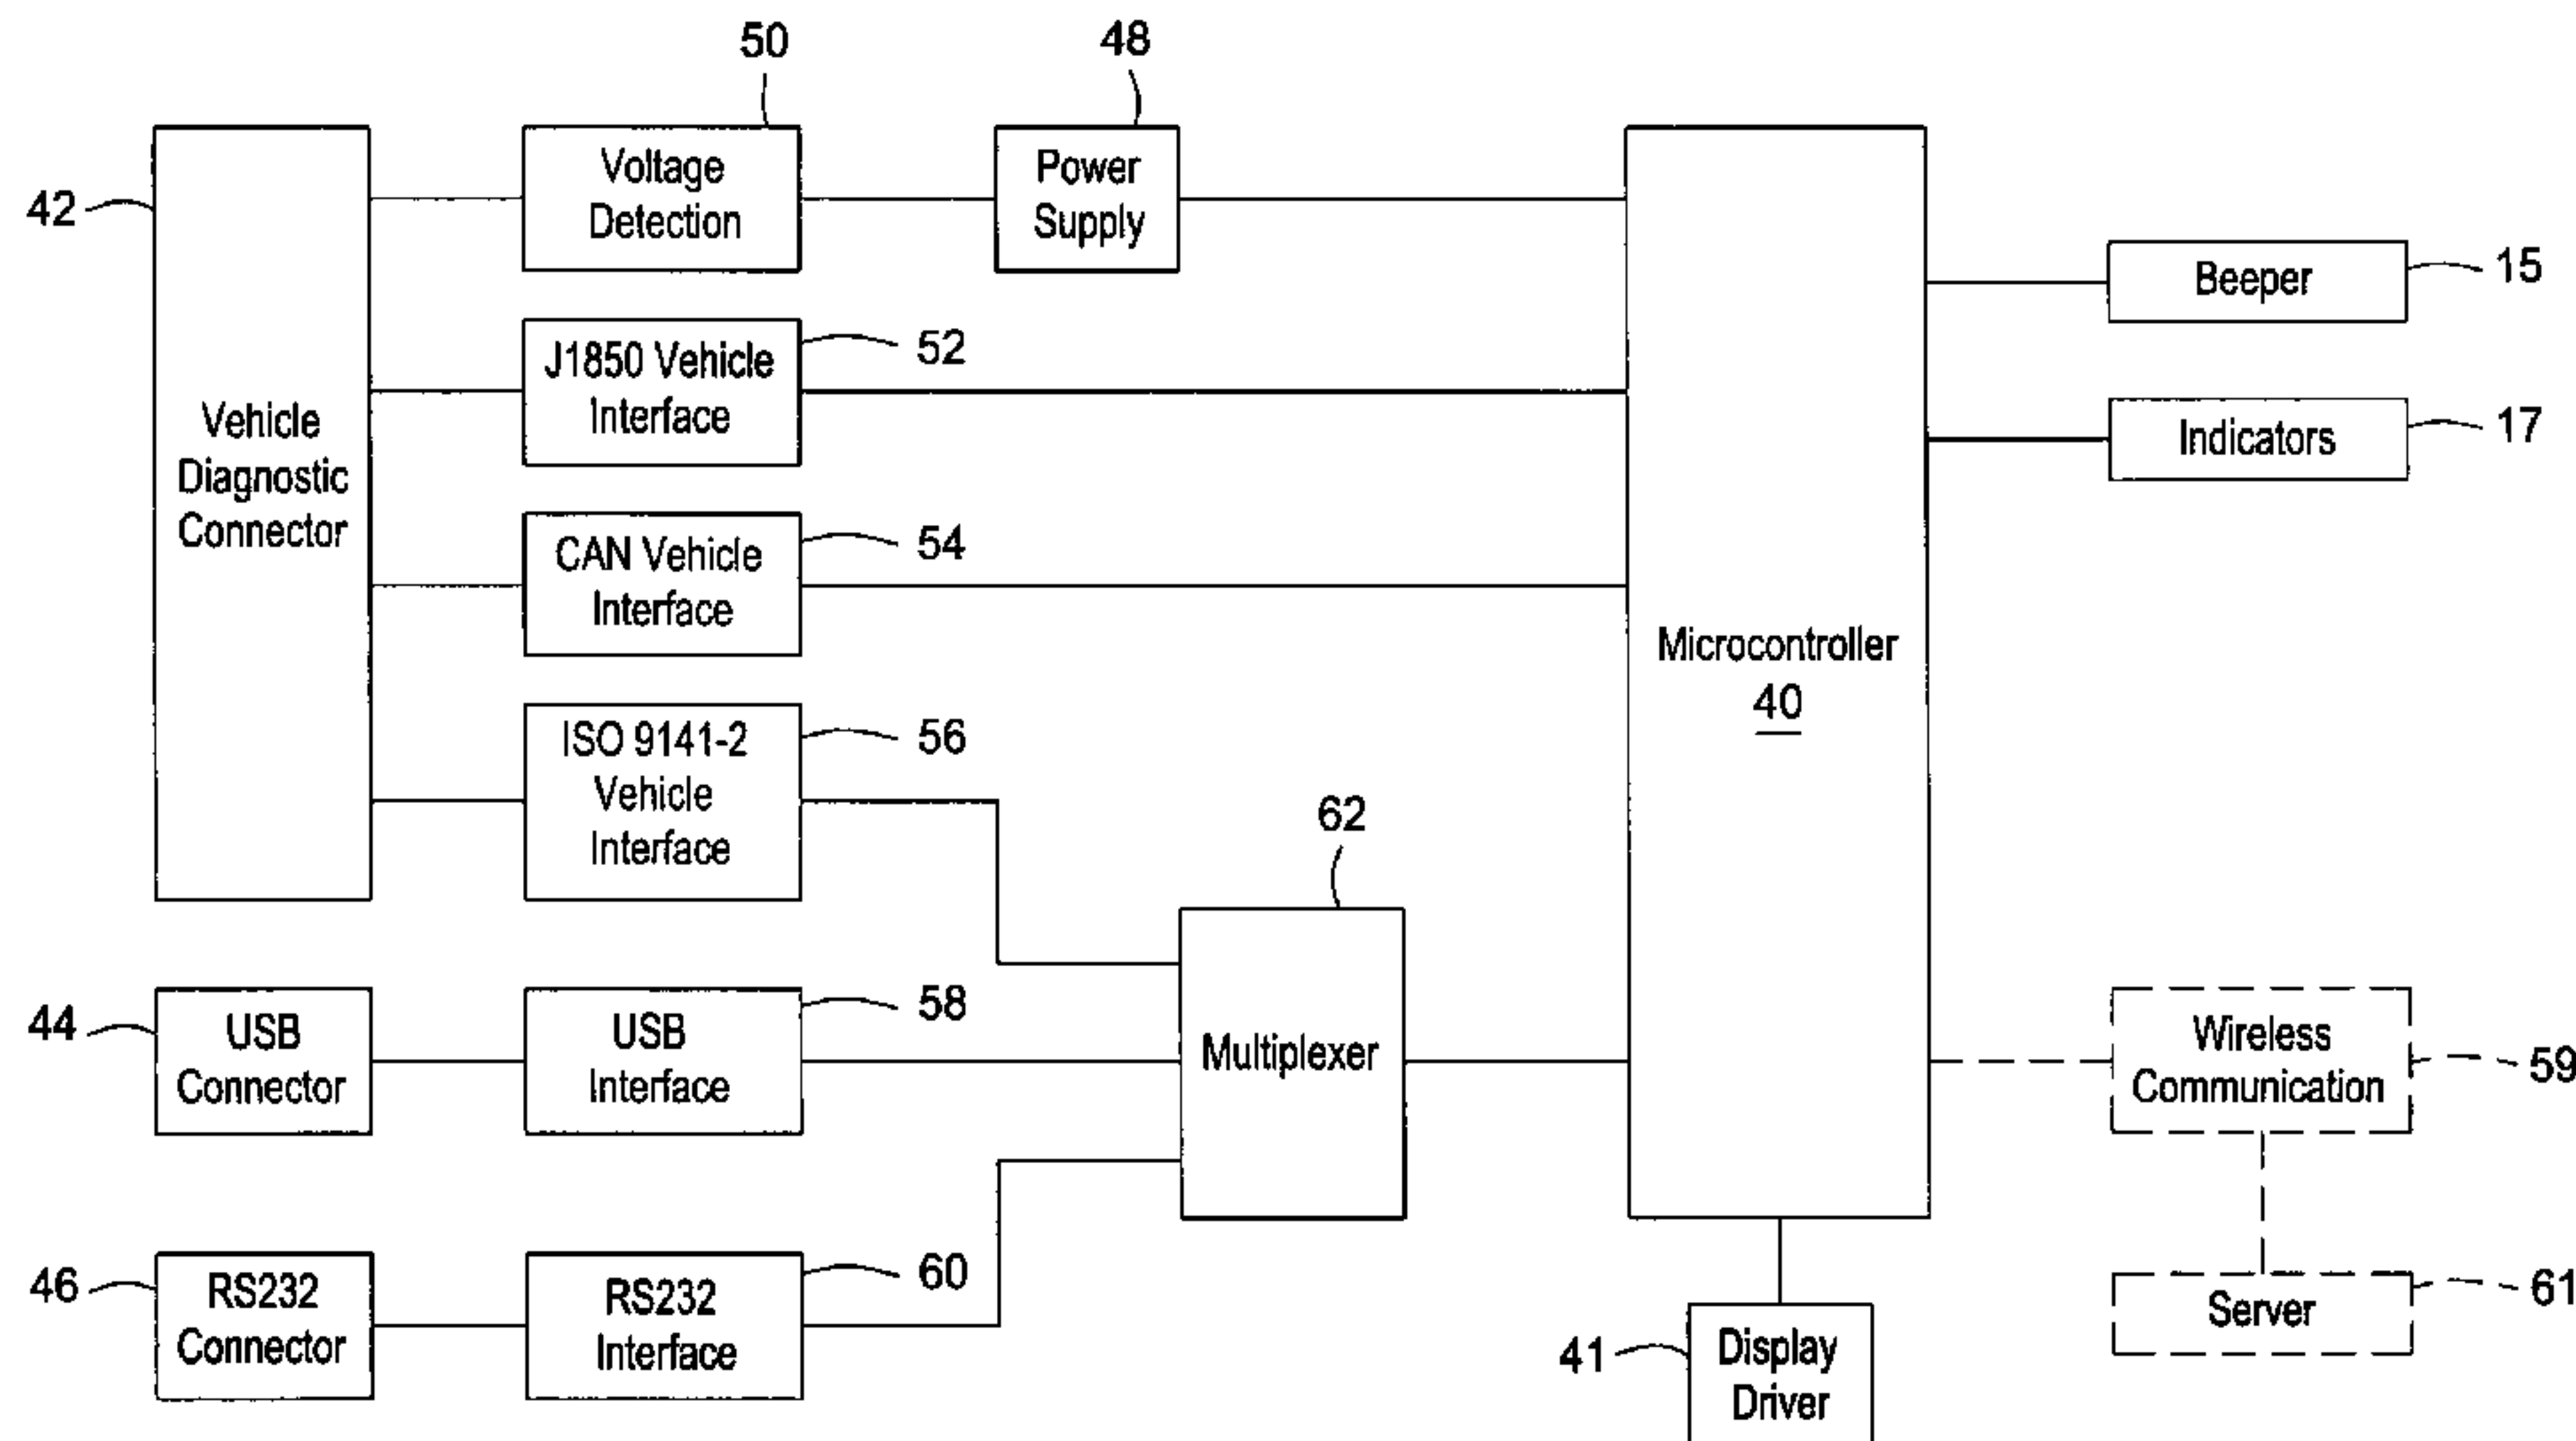 50
48
42
Voltage
Detection
Power
Supply
Beeper
15
J1850 Vehicle
Interface
52
Indicators
17
Vehicle
Diagnostic
Connector
CAN Vehicle
Interface
54
Microcontroller
40
ISO 9141-2
Vehicle
Interface
56
62
44
USB
Connector
USB
Interface
58
Multiplexer
Wireless
Communication
59
46
RS232
Connector
RS232
Interface
60
41
Display
Driver
Server
61